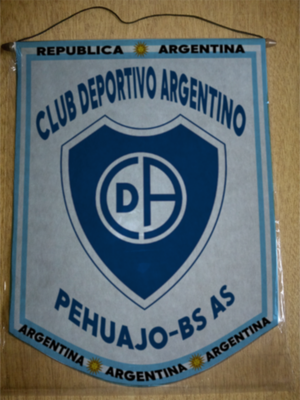 REPUBLICA ARGENTINA
CLUB DEPORTIVO ARGENTINO
CDA
PEHUAJO-BS AS
ARGENTINA ARGENTINA ARGENTINA